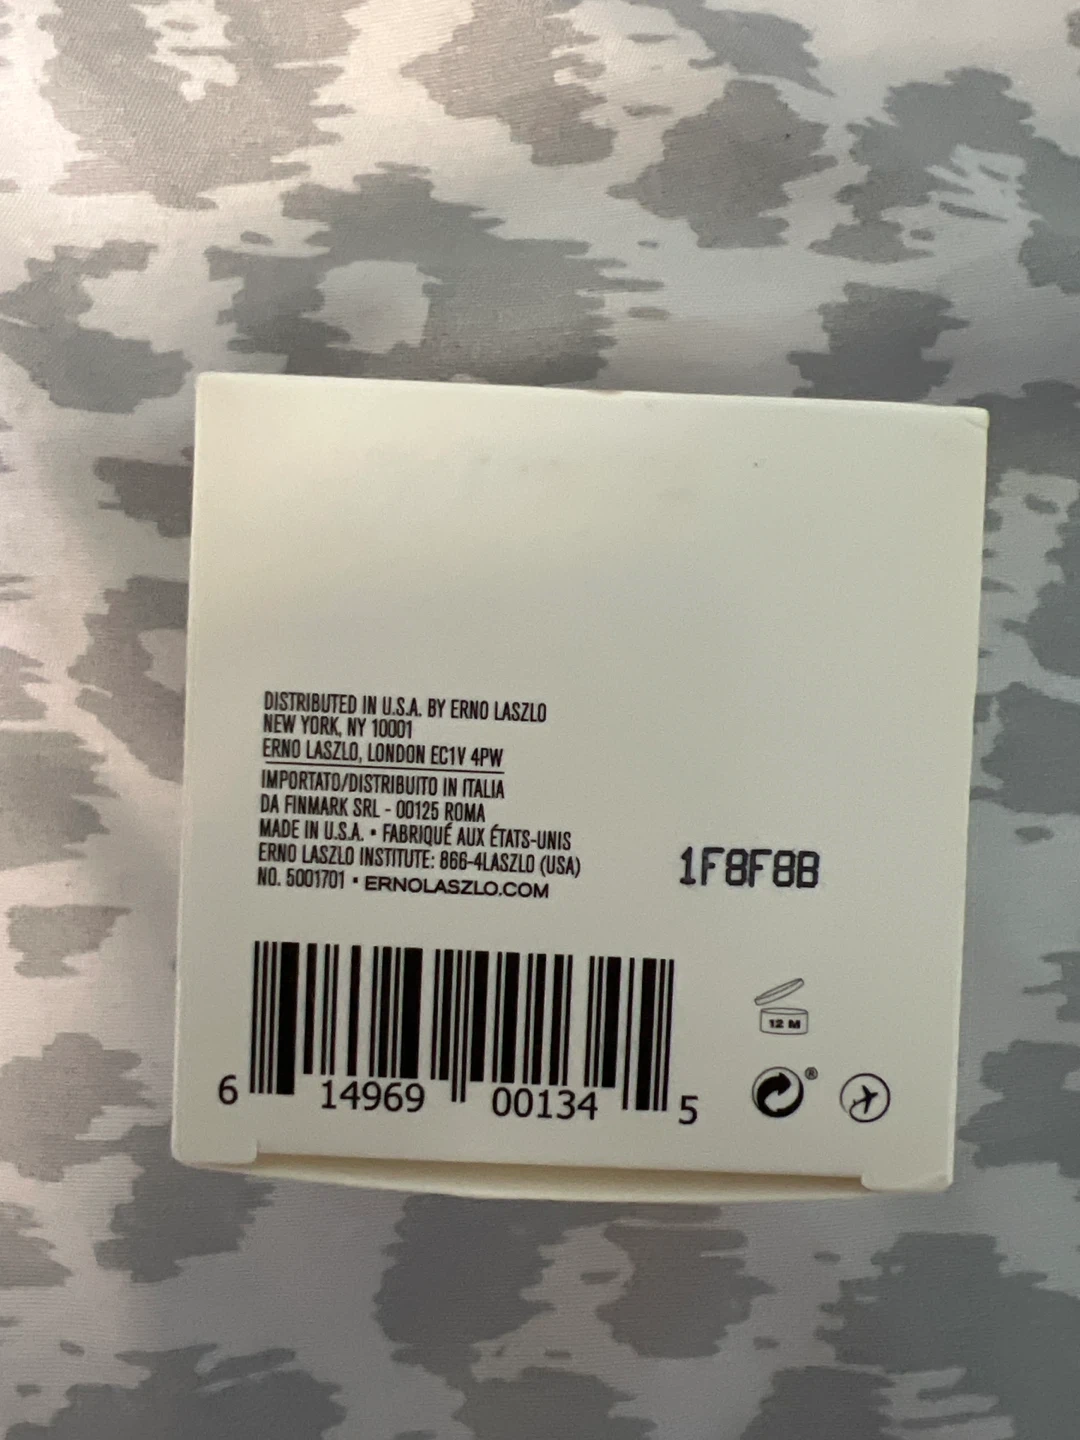 DISTRIBUTED IN U.S.A. BY ERNO LASZLO
NEW YORK, NY 10001
ERNO LASZLO, LONDON EC1V 4PW
IMPORTATO/DISTRIBUITO IN ITALIA
DA FINMARK SRL - 00125 ROMA
MADE IN U.S.A. • FABRIQUÉ AUX ÉTATS-UNIS
ERNO LASZLO INSTITUTE: 866-4LASZLO (USA)
NO. 5001701 • ERNOLASZLO.COM
1F8F8B
12 M
®
6 14969 00134 5